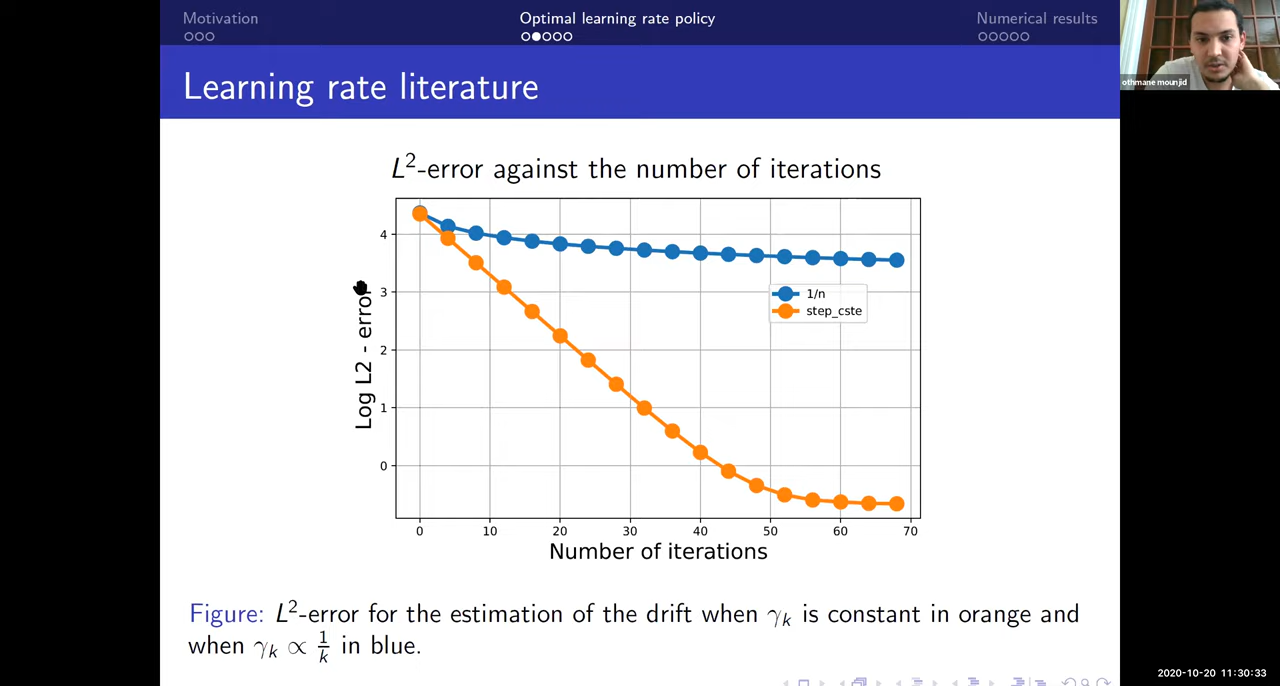 Motivation
Optimal learning rate policy
Numerical results
Learning rate literature
othmane mounjid
L²-error against the number of iterations
4
3
2
1
0
Log L2 - error
1/n
step_cste
0 10 20 30 40 50 60 70
Number of iterations
Figure: L²-error for the estimation of the drift when γₖ is constant in orange and
when γₖ ∝ 1/k in blue.
2020-10-20 11:30:33